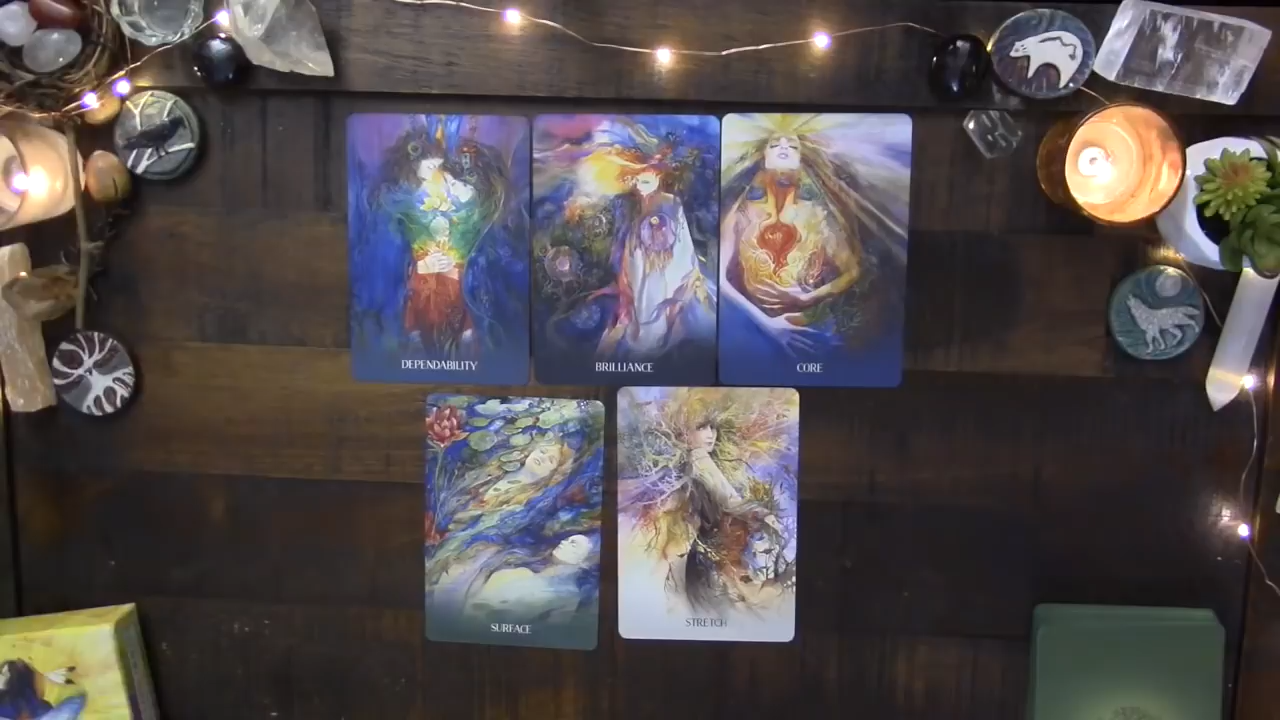 DEPENDABILITY
BRILLIANCE
CORE
SURFACE
STRETCH